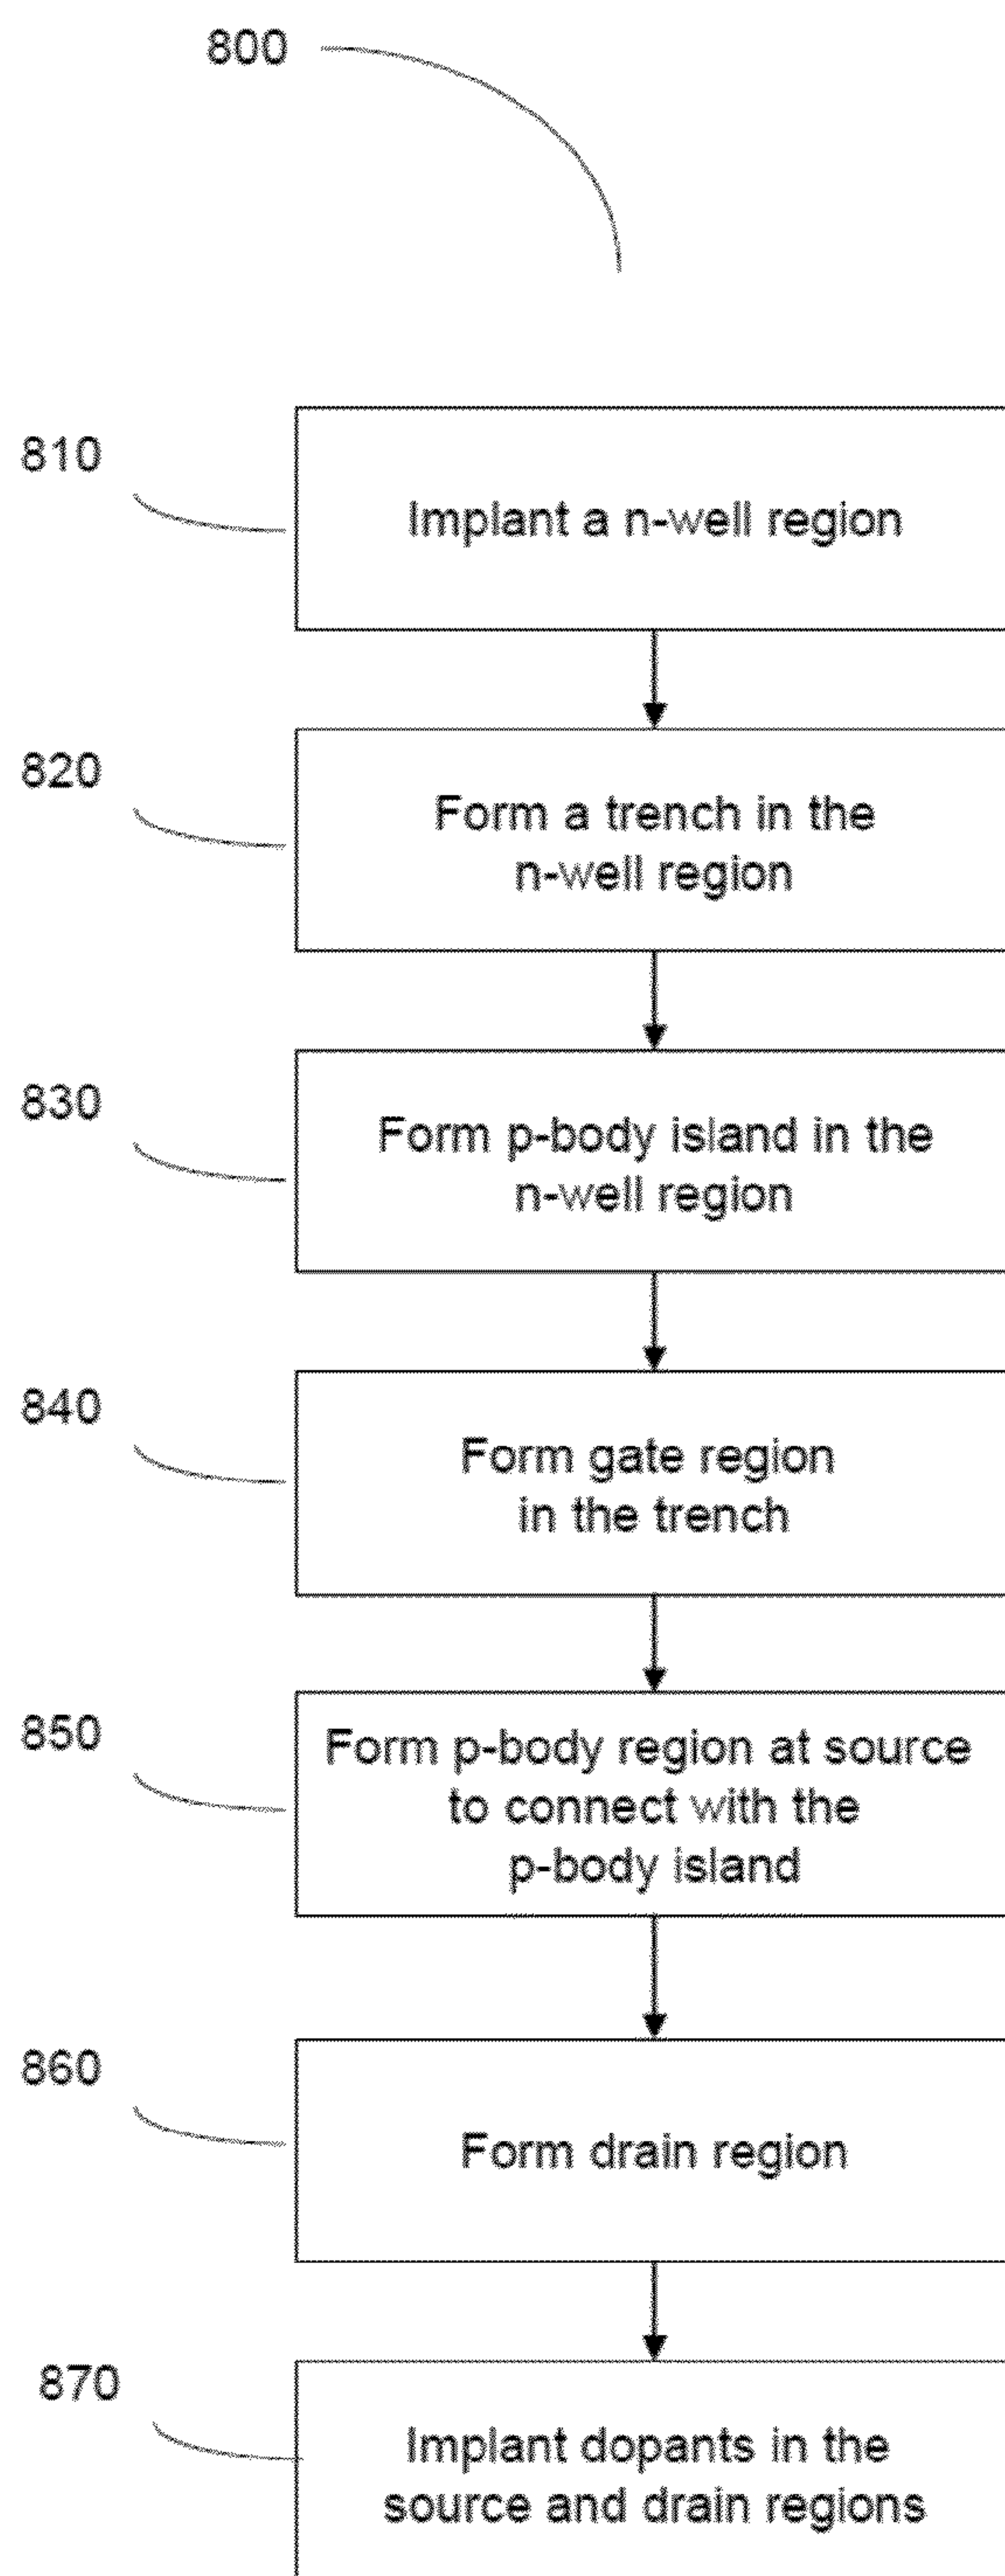 800
810
Implant a n-well region
820
Form a trench in the
n-well region
830
Form p-body island in the
n-well region
840
Form gate region
in the trench
850
Form p-body region at source
to connect with the
p-body island
860
Form drain region
870
Implant dopants in the
source and drain regions